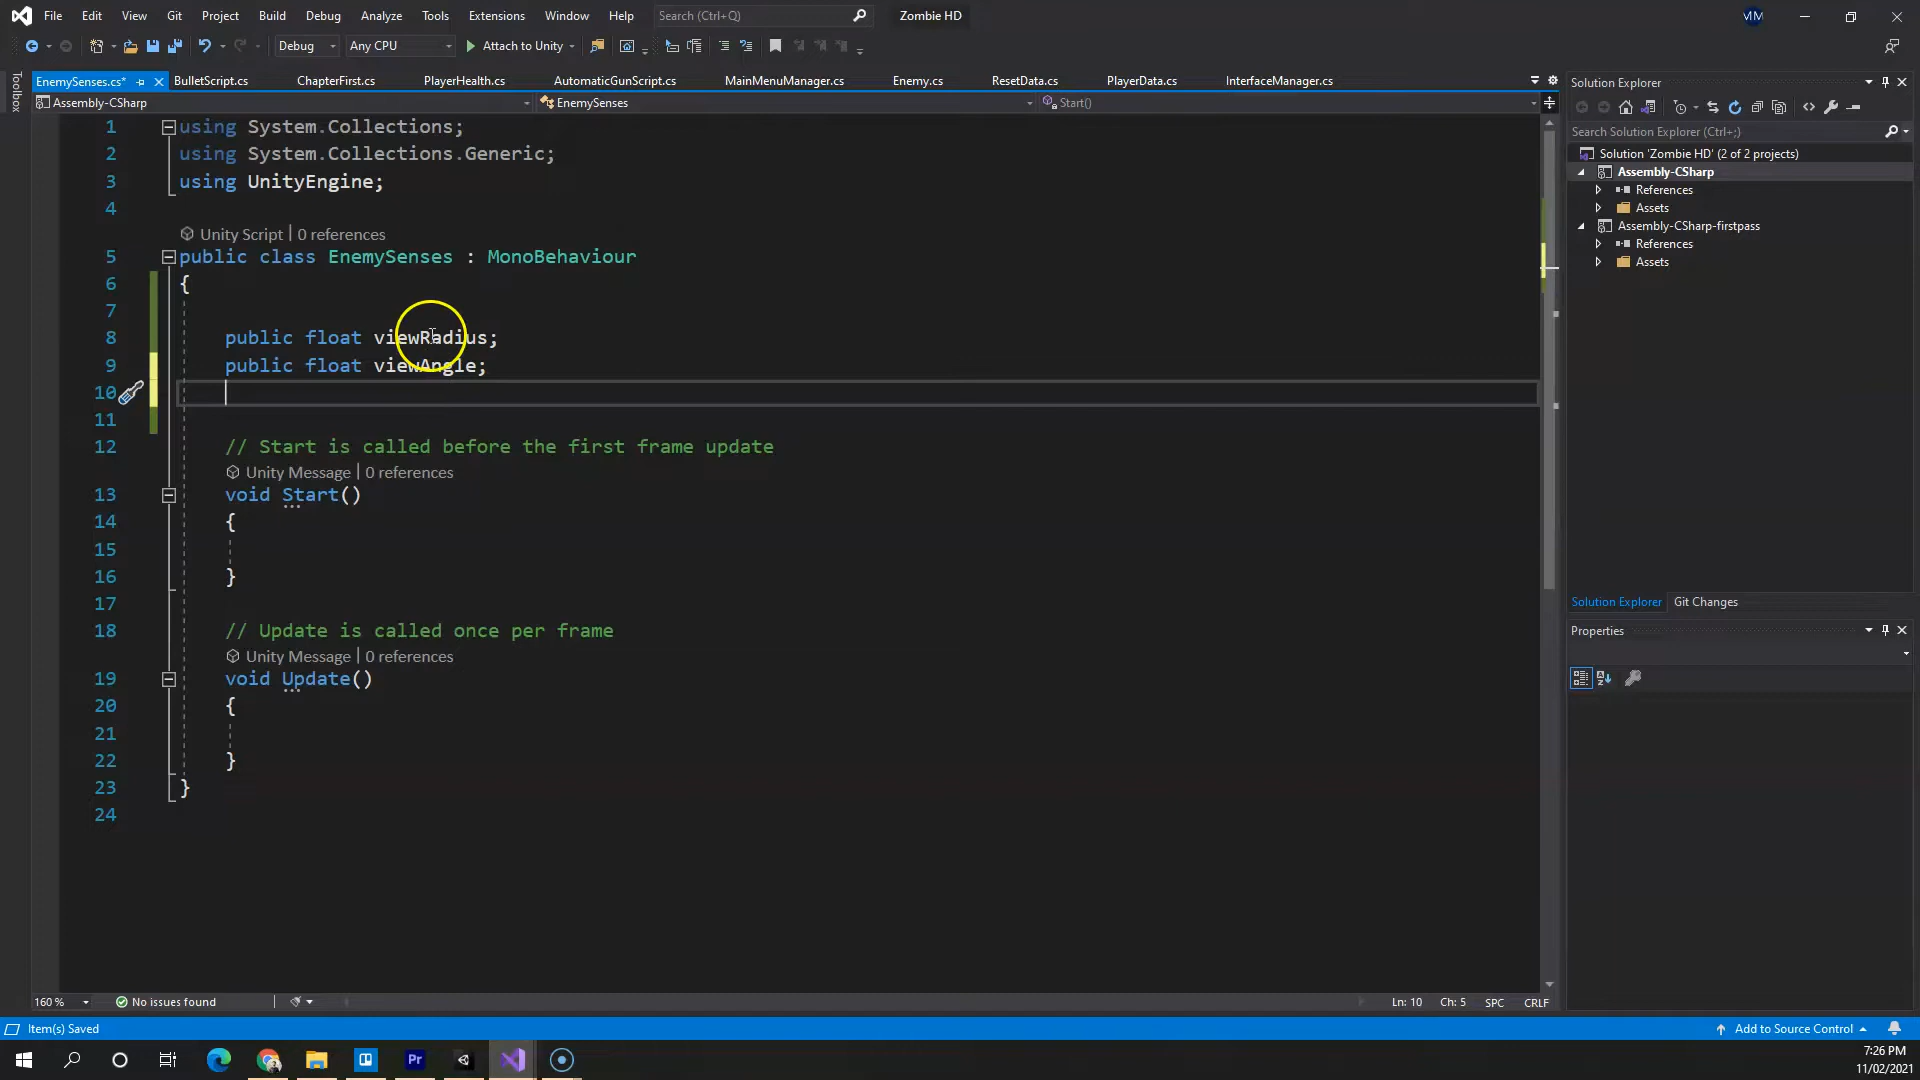 File Edit View Git Project Build Debug Analyze Tools Extensions Window Help Search (Ctrl+Q) Zombie HD MM
Debug Any CPU Attach to Unity
EnemySenses.cs* BulletScript.cs ChapterFirst.cs PlayerHealth.cs AutomaticGunScript.cs MainMenuManager.cs Enemy.cs ResetData.cs PlayerData.cs InterfaceManager.cs
Assembly-CSharp EnemySenses Start()
Toolbox
1 using System.Collections;
2 using System.Collections.Generic;
3 using UnityEngine;
4
Unity Script | 0 references
5 public class EnemySenses : MonoBehaviour
6 {
7
8 public float viewRadius;
9 public float viewAngle;
10
11
12 // Start is called before the first frame update
Unity Message | 0 references
13 void Start()
14 {
15
16 }
17
18 // Update is called once per frame
Unity Message | 0 references
19 void Update()
20 {
21
22 }
23 }
24
160 % No issues found Ln: 10 Ch: 5 SPC CRLF
Solution Explorer
Search Solution Explorer (Ctrl+;)
Solution 'Zombie HD' (2 of 2 projects)
Assembly-CSharp
References
Assets
Assembly-CSharp-firstpass
References
Assets
Solution Explorer Git Changes
Properties
Item(s) Saved Add to Source Control
Pr
7:26 PM
11/02/2021